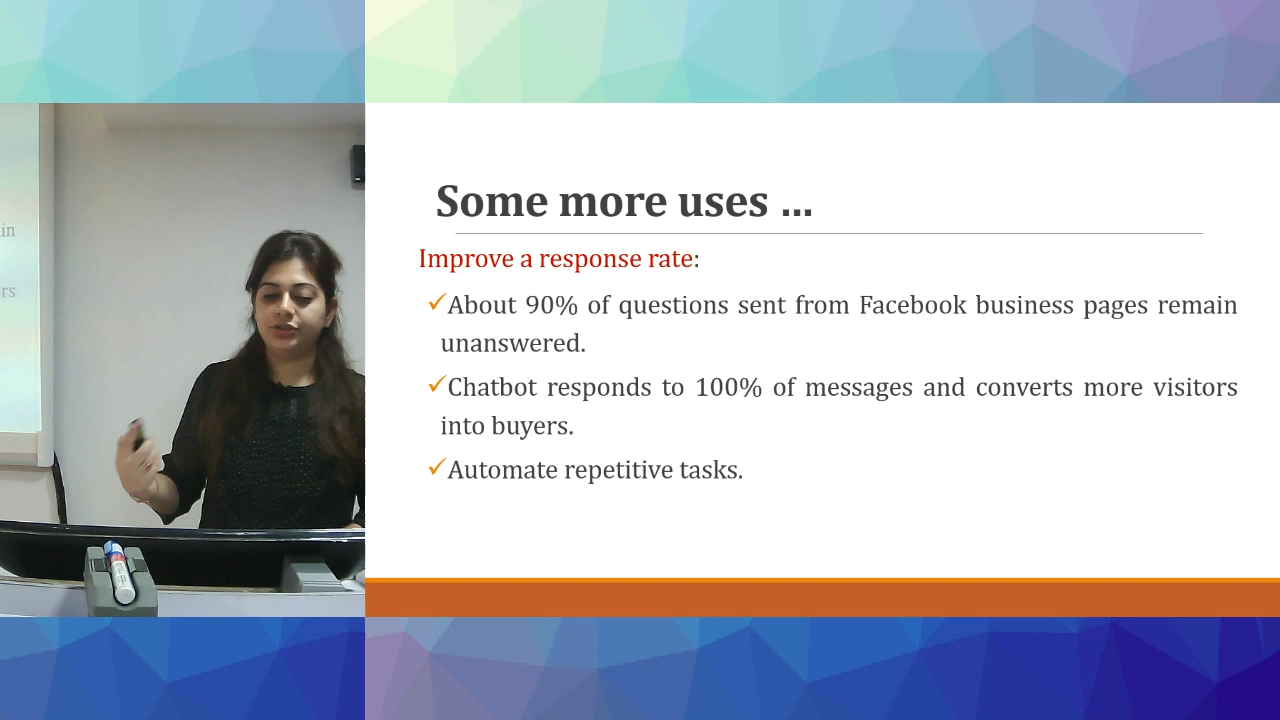 Some more uses ...
Improve a response rate:
✓About 90% of questions sent from Facebook business pages remain
unanswered.
✓Chatbot responds to 100% of messages and converts more visitors
into buyers.
✓Automate repetitive tasks.